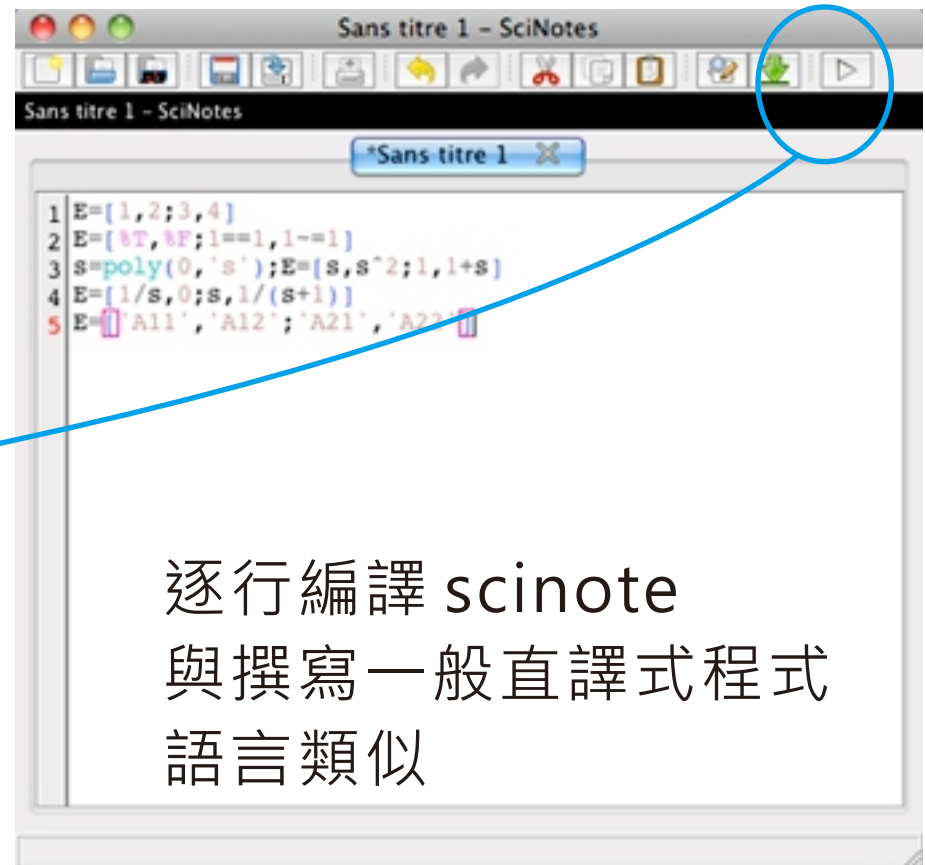 Sans titre 1 – SciNotes
Sans titre 1 – SciNotes
*Sans titre 1
1 E=[1,2;3,4]
2 E=[%T,%F;1==1,1~=1]
3 s=poly(0,'s');E=[s,s^2;1,1+s]
4 E=[1/s,0;s,1/(s+1)]
5 E=['A11','A12';'A21','A23']
逐行編譯 scinote
與撰寫一般直譯式程式
語言類似